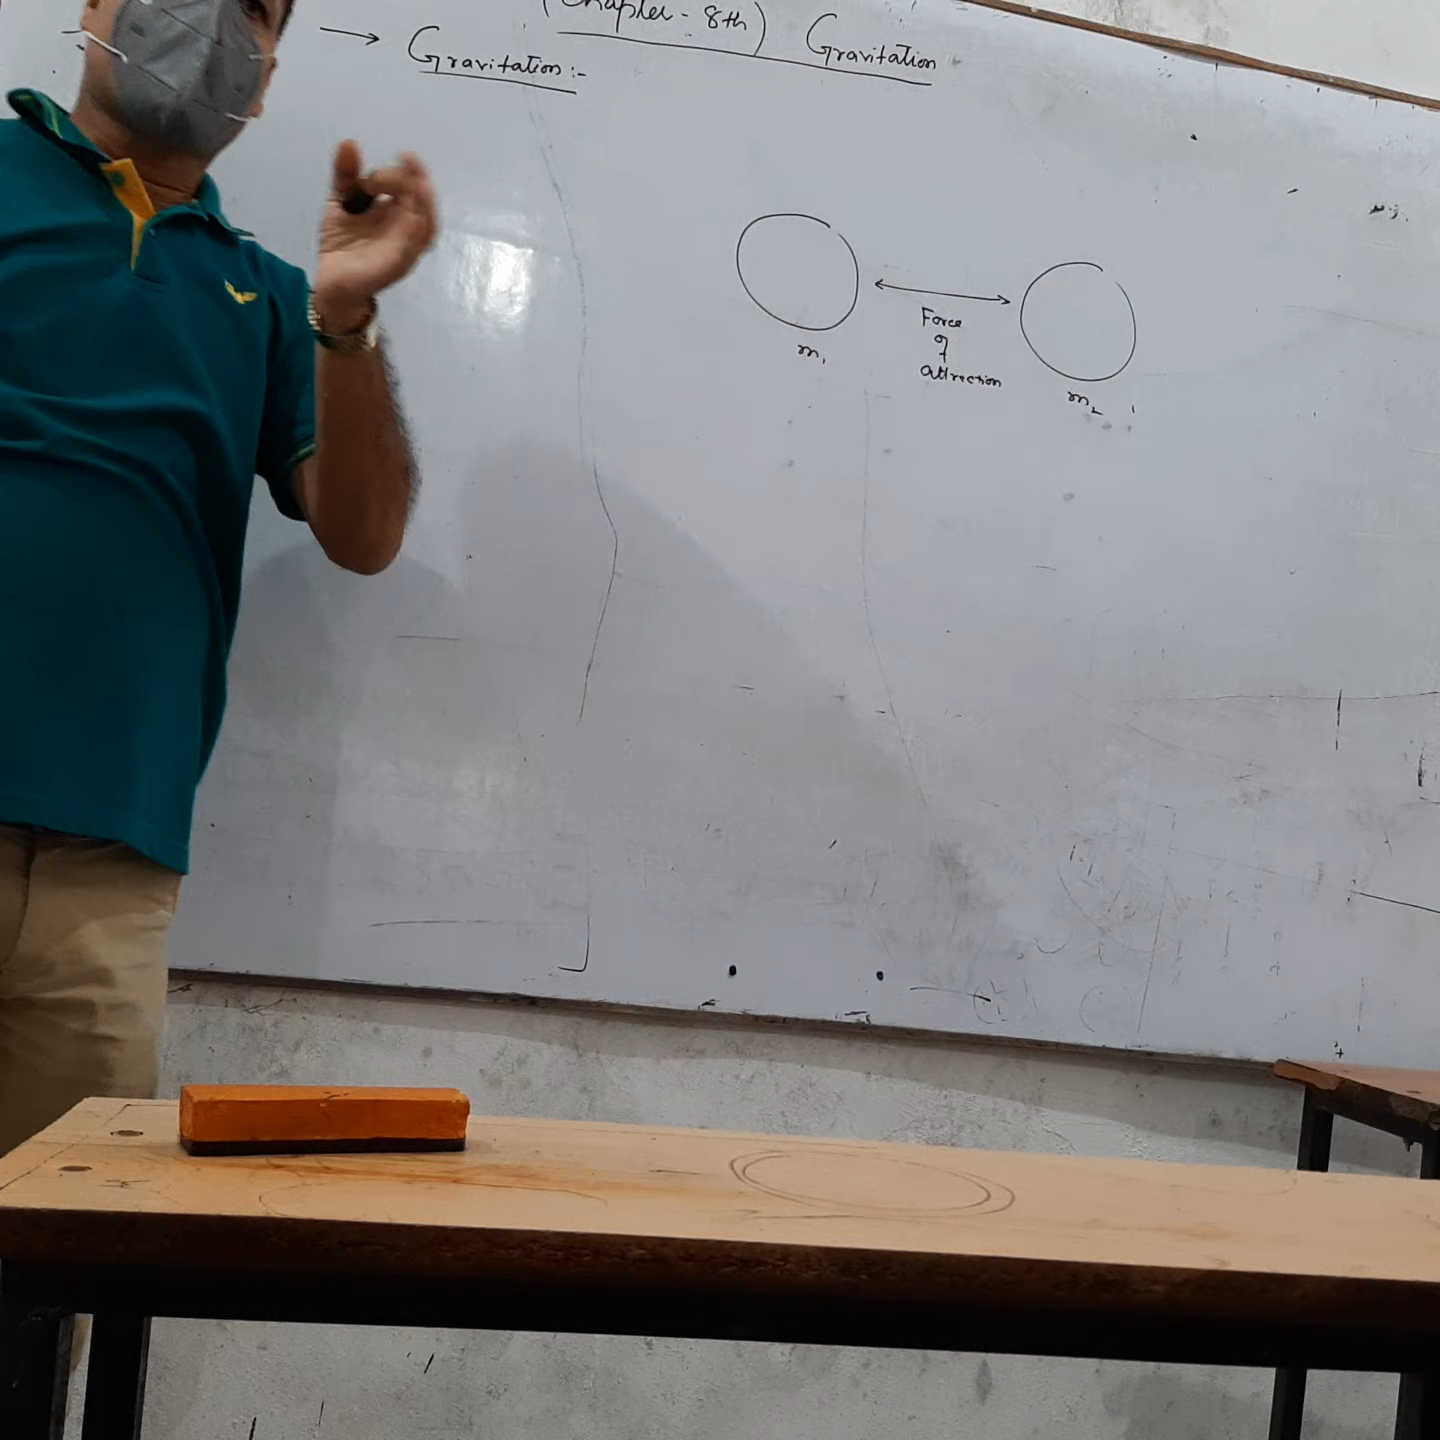 (Chapter - 8th) Gravitation
→ Gravitation :-
Force
of
attraction
m₁
m₂